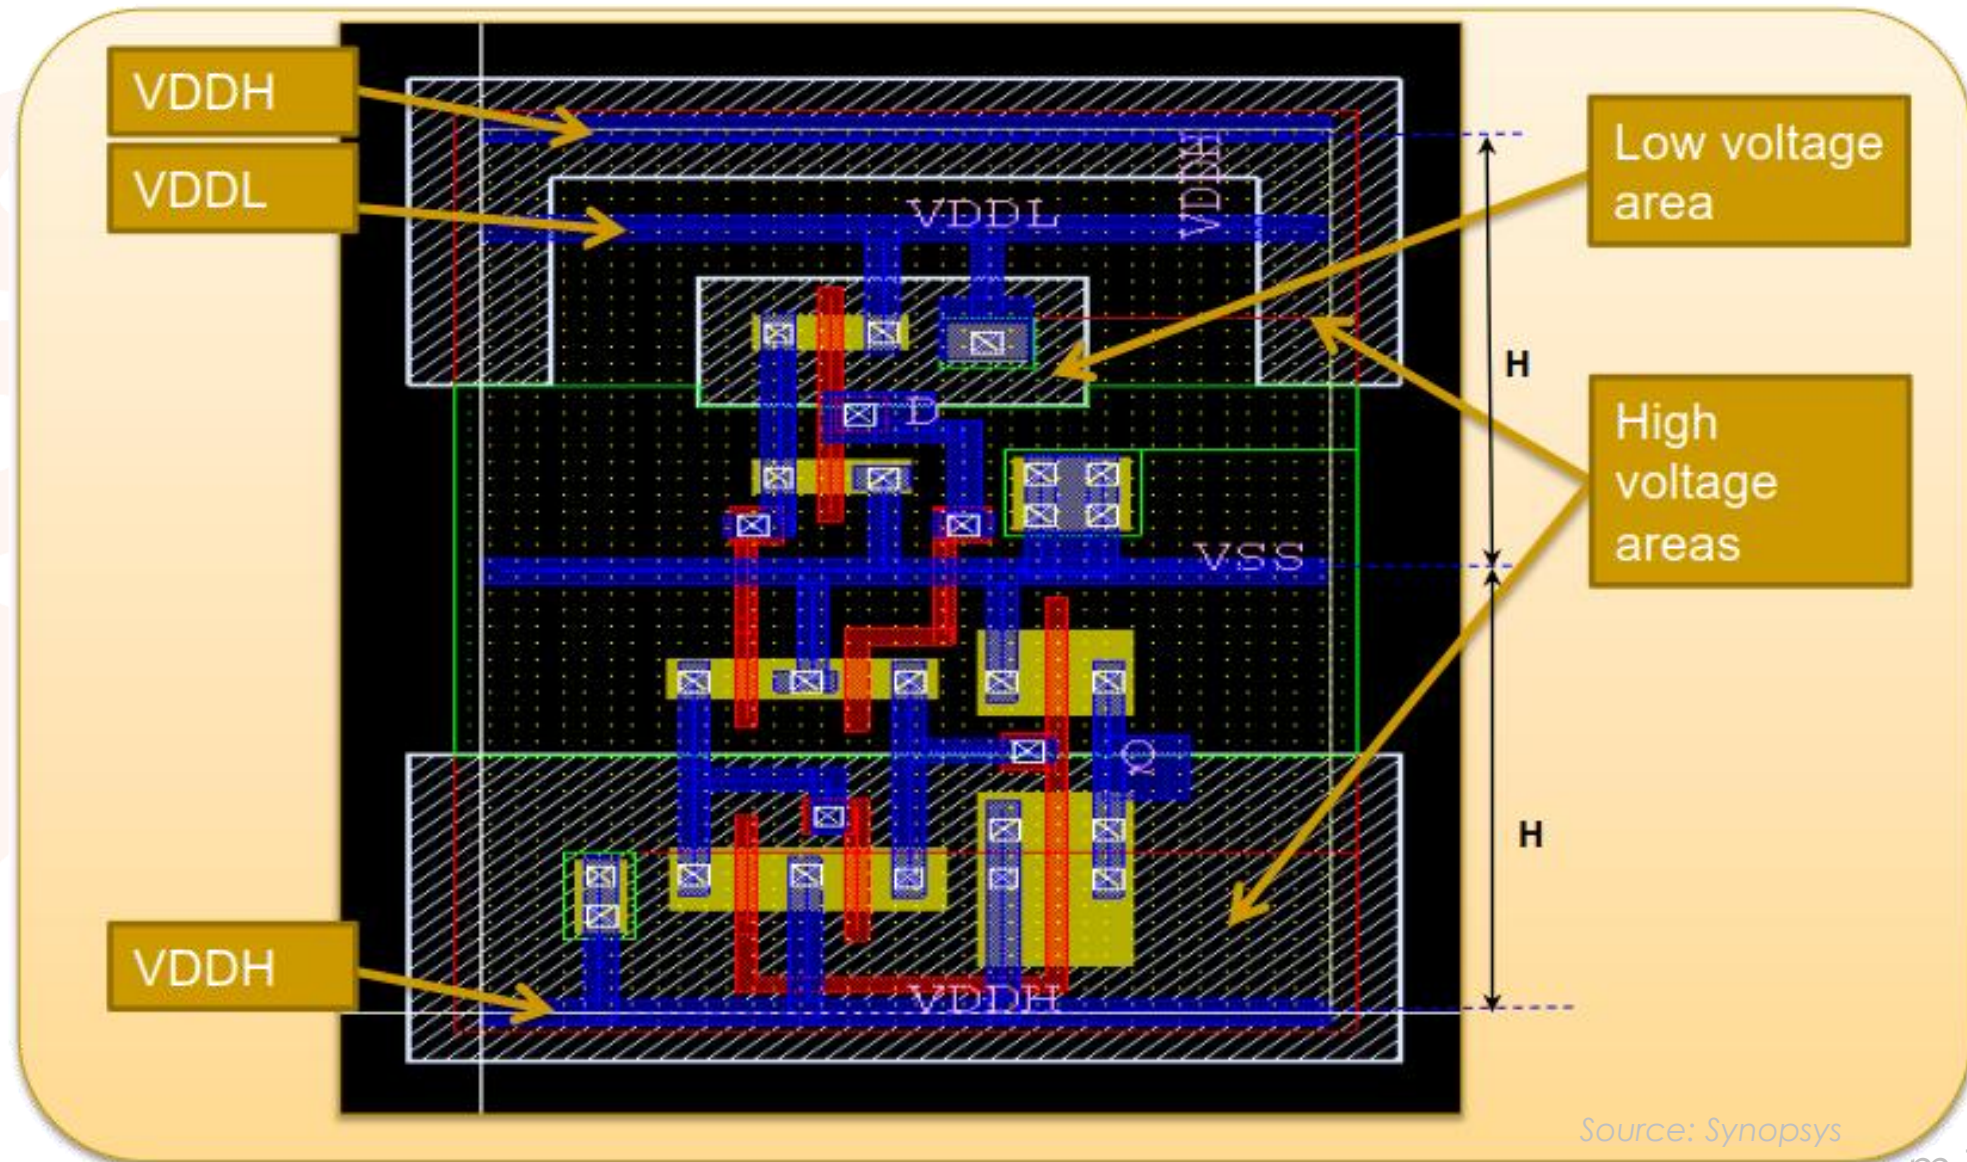 VDDH
VDDL
VDDL
VDDH
Low voltage
area
D
H
High
voltage
areas
VSS
Q
H
VDDH
VDDH
Source: Synopsys